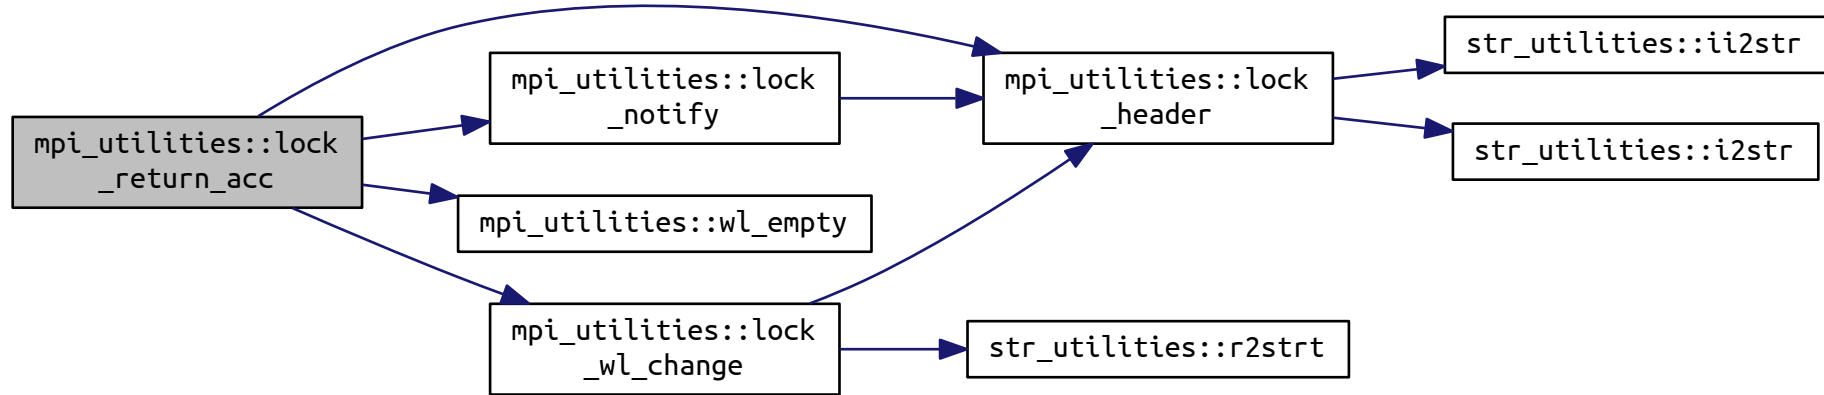 mpi_utilities::lock
_return_acc
mpi_utilities::lock
_notify
mpi_utilities::wl_empty
mpi_utilities::lock
_wl_change
mpi_utilities::lock
_header
str_utilities::r2strt
str_utilities::ii2str
str_utilities::i2str